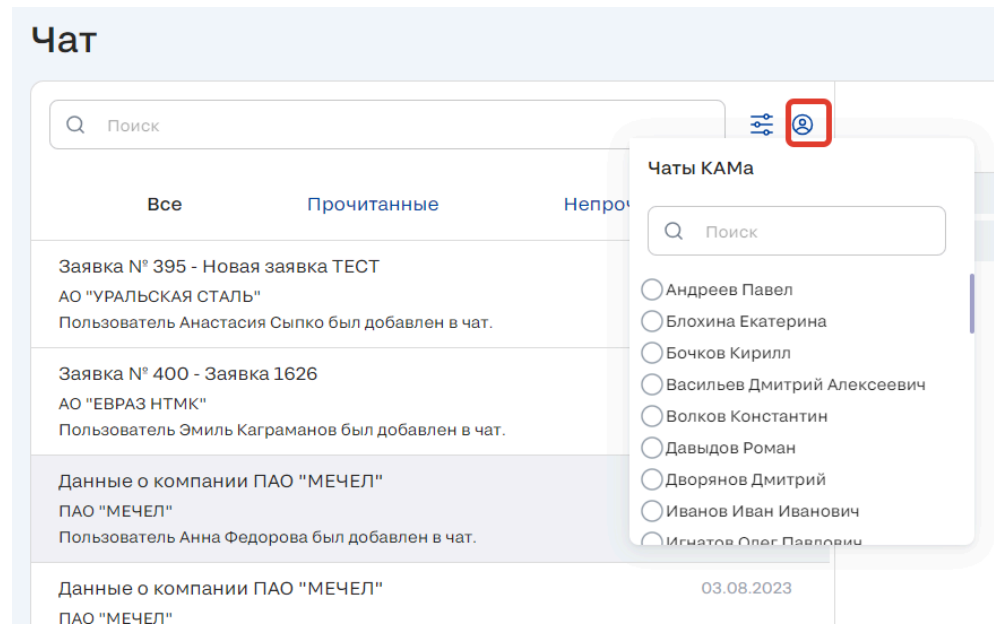 Чат
Поиск
Чаты КАМа
Все
Прочитанные
Поиск
Заявка № 395 - Новая заявка ТЕСТ
АО "УРАЛЬСКАЯ СТАЛЬ"
Пользователь Анастасия Сыпко был добавлен в чат.
Заявка № 400 - Заявка 1626
АО "ЕВРАЗ НТМК"
Пользователь Эмиль Каграманов был добавлен в чат.
Данные о компании ПАО "МЕЧЕЛ"
ПАО "МЕЧЕЛ"
Пользователь Анна Федорова был добавлен в чат.
Данные о компании ПАО "МЕЧЕЛ"
03.08.2023
ПАО "МЕЧЕЛ"
Андреев Павел
Блохина Екатерина
Бочков Кирилл
Васильев Дмитрий Алексеевич
Волков Константин
Давыдов Роман
Дворянов Дмитрий
Иванов Иван Иванович
Игнатов Олег Павлович